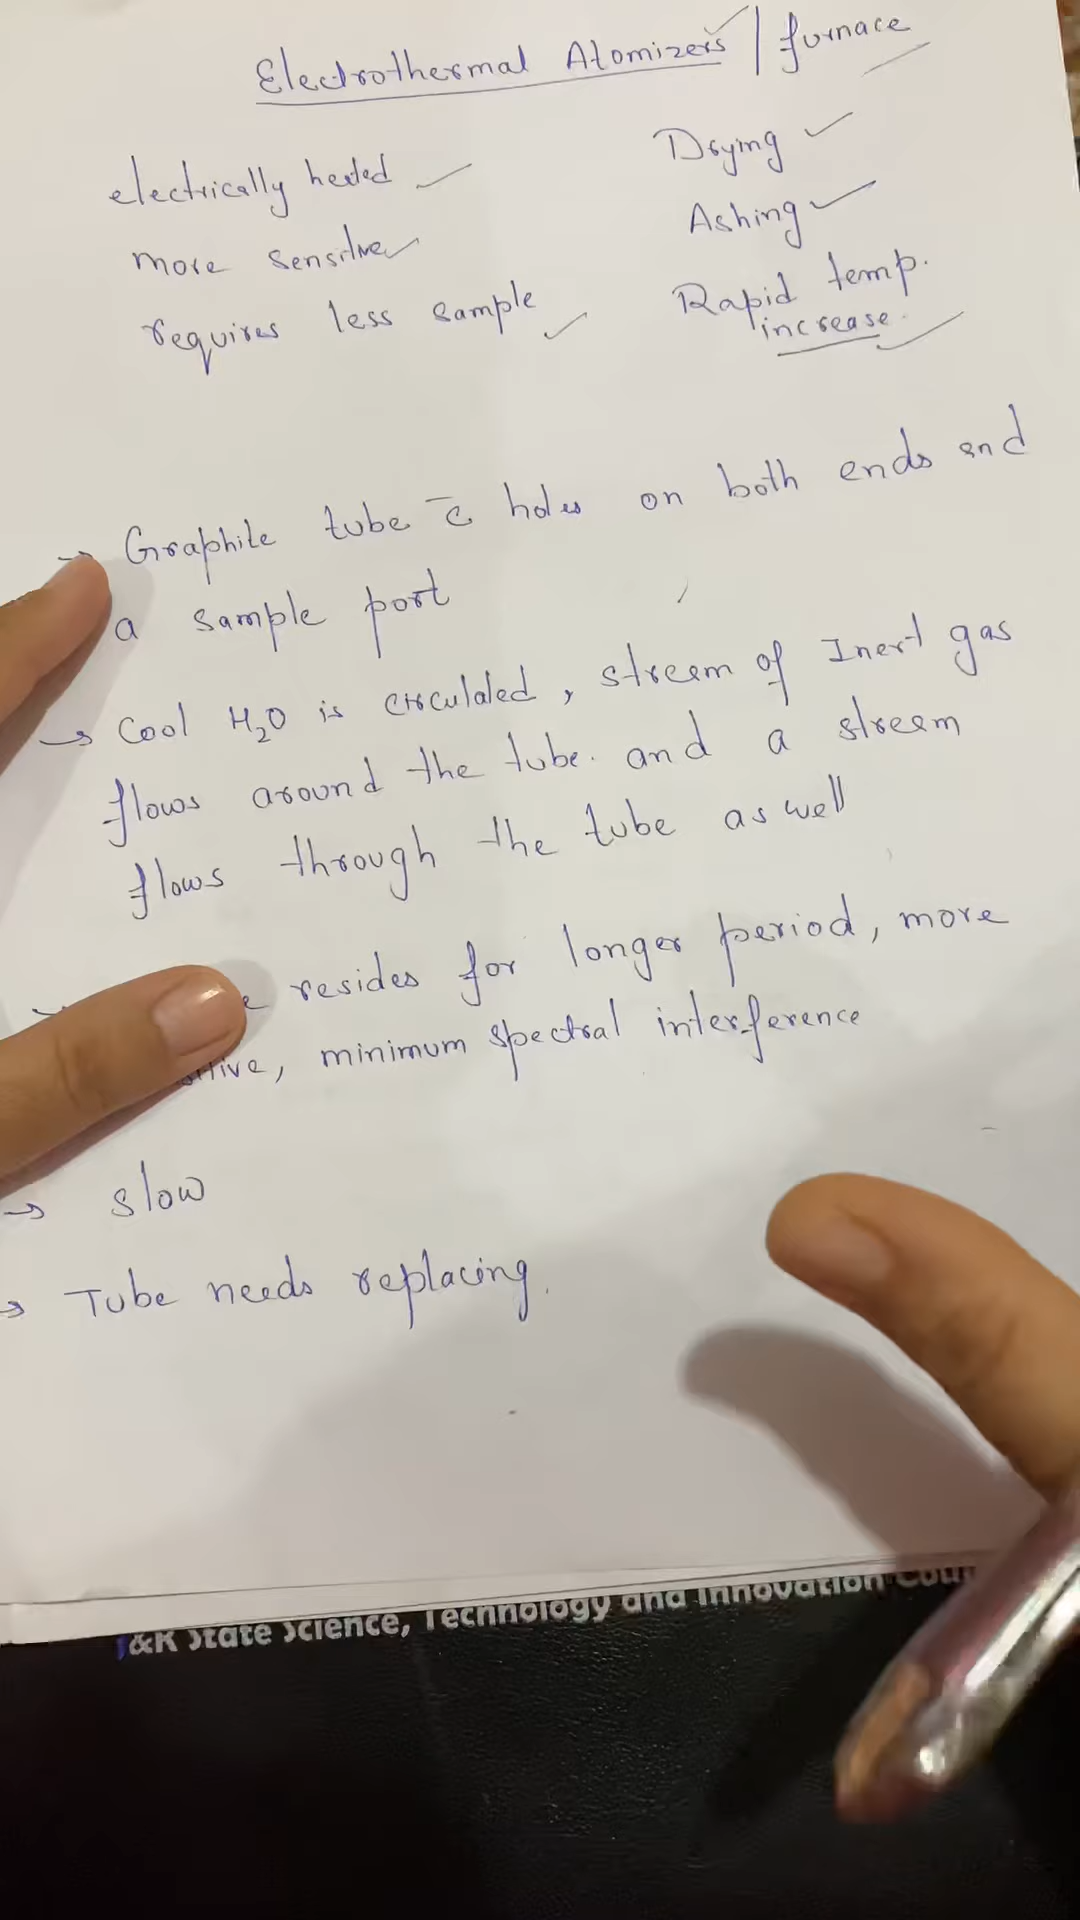 Electrothermal Atomizers / furnace
electrically heated
more sensitive
requires less sample
Drying
Ashing
Rapid temp.
increase.
→ Graphite tube c̄ holes on both ends and
a sample port
→ Cool H₂O is circulated, stream of Inert gas
flows around the tube. and a stream
flows through the tube as well
resides for longer period, more
minimum spectral interference
→ slow
→ Tube needs replacing.
J&K State Science, Technology and Innovation